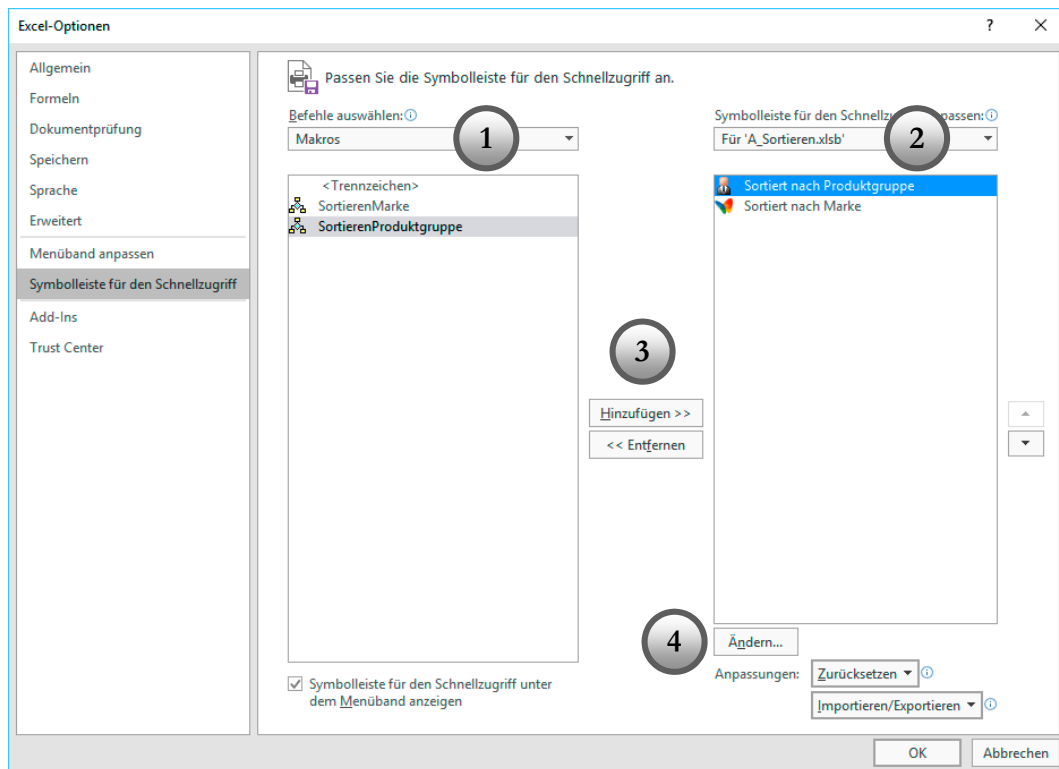 Excel-Optionen
?
Allgemein
Formeln
Dokumentprüfung
Speichern
Sprache
Erweitert
Menüband anpassen
Symbolleiste für den Schnellzugriff
Add-Ins
Trust Center
Passen Sie die Symbolleiste für den Schnellzugriff an.
Befehle auswählen:
Makros
1
<Trennzeichen>
SortierenMarke
SortierenProduktgruppe
Symbolleiste für den Schnellzu passen:
Für 'A_Sortieren.xlsb'
2
Sortiert nach Produktgruppe
Sortiert nach Marke
3
Hinzufügen >>
<< Entfernen
4
Ändern...
Anpassungen:
Zurücksetzen
Importieren/Exportieren
Symbolleiste für den Schnellzugriff unter
dem Menüband anzeigen
OK
Abbrechen